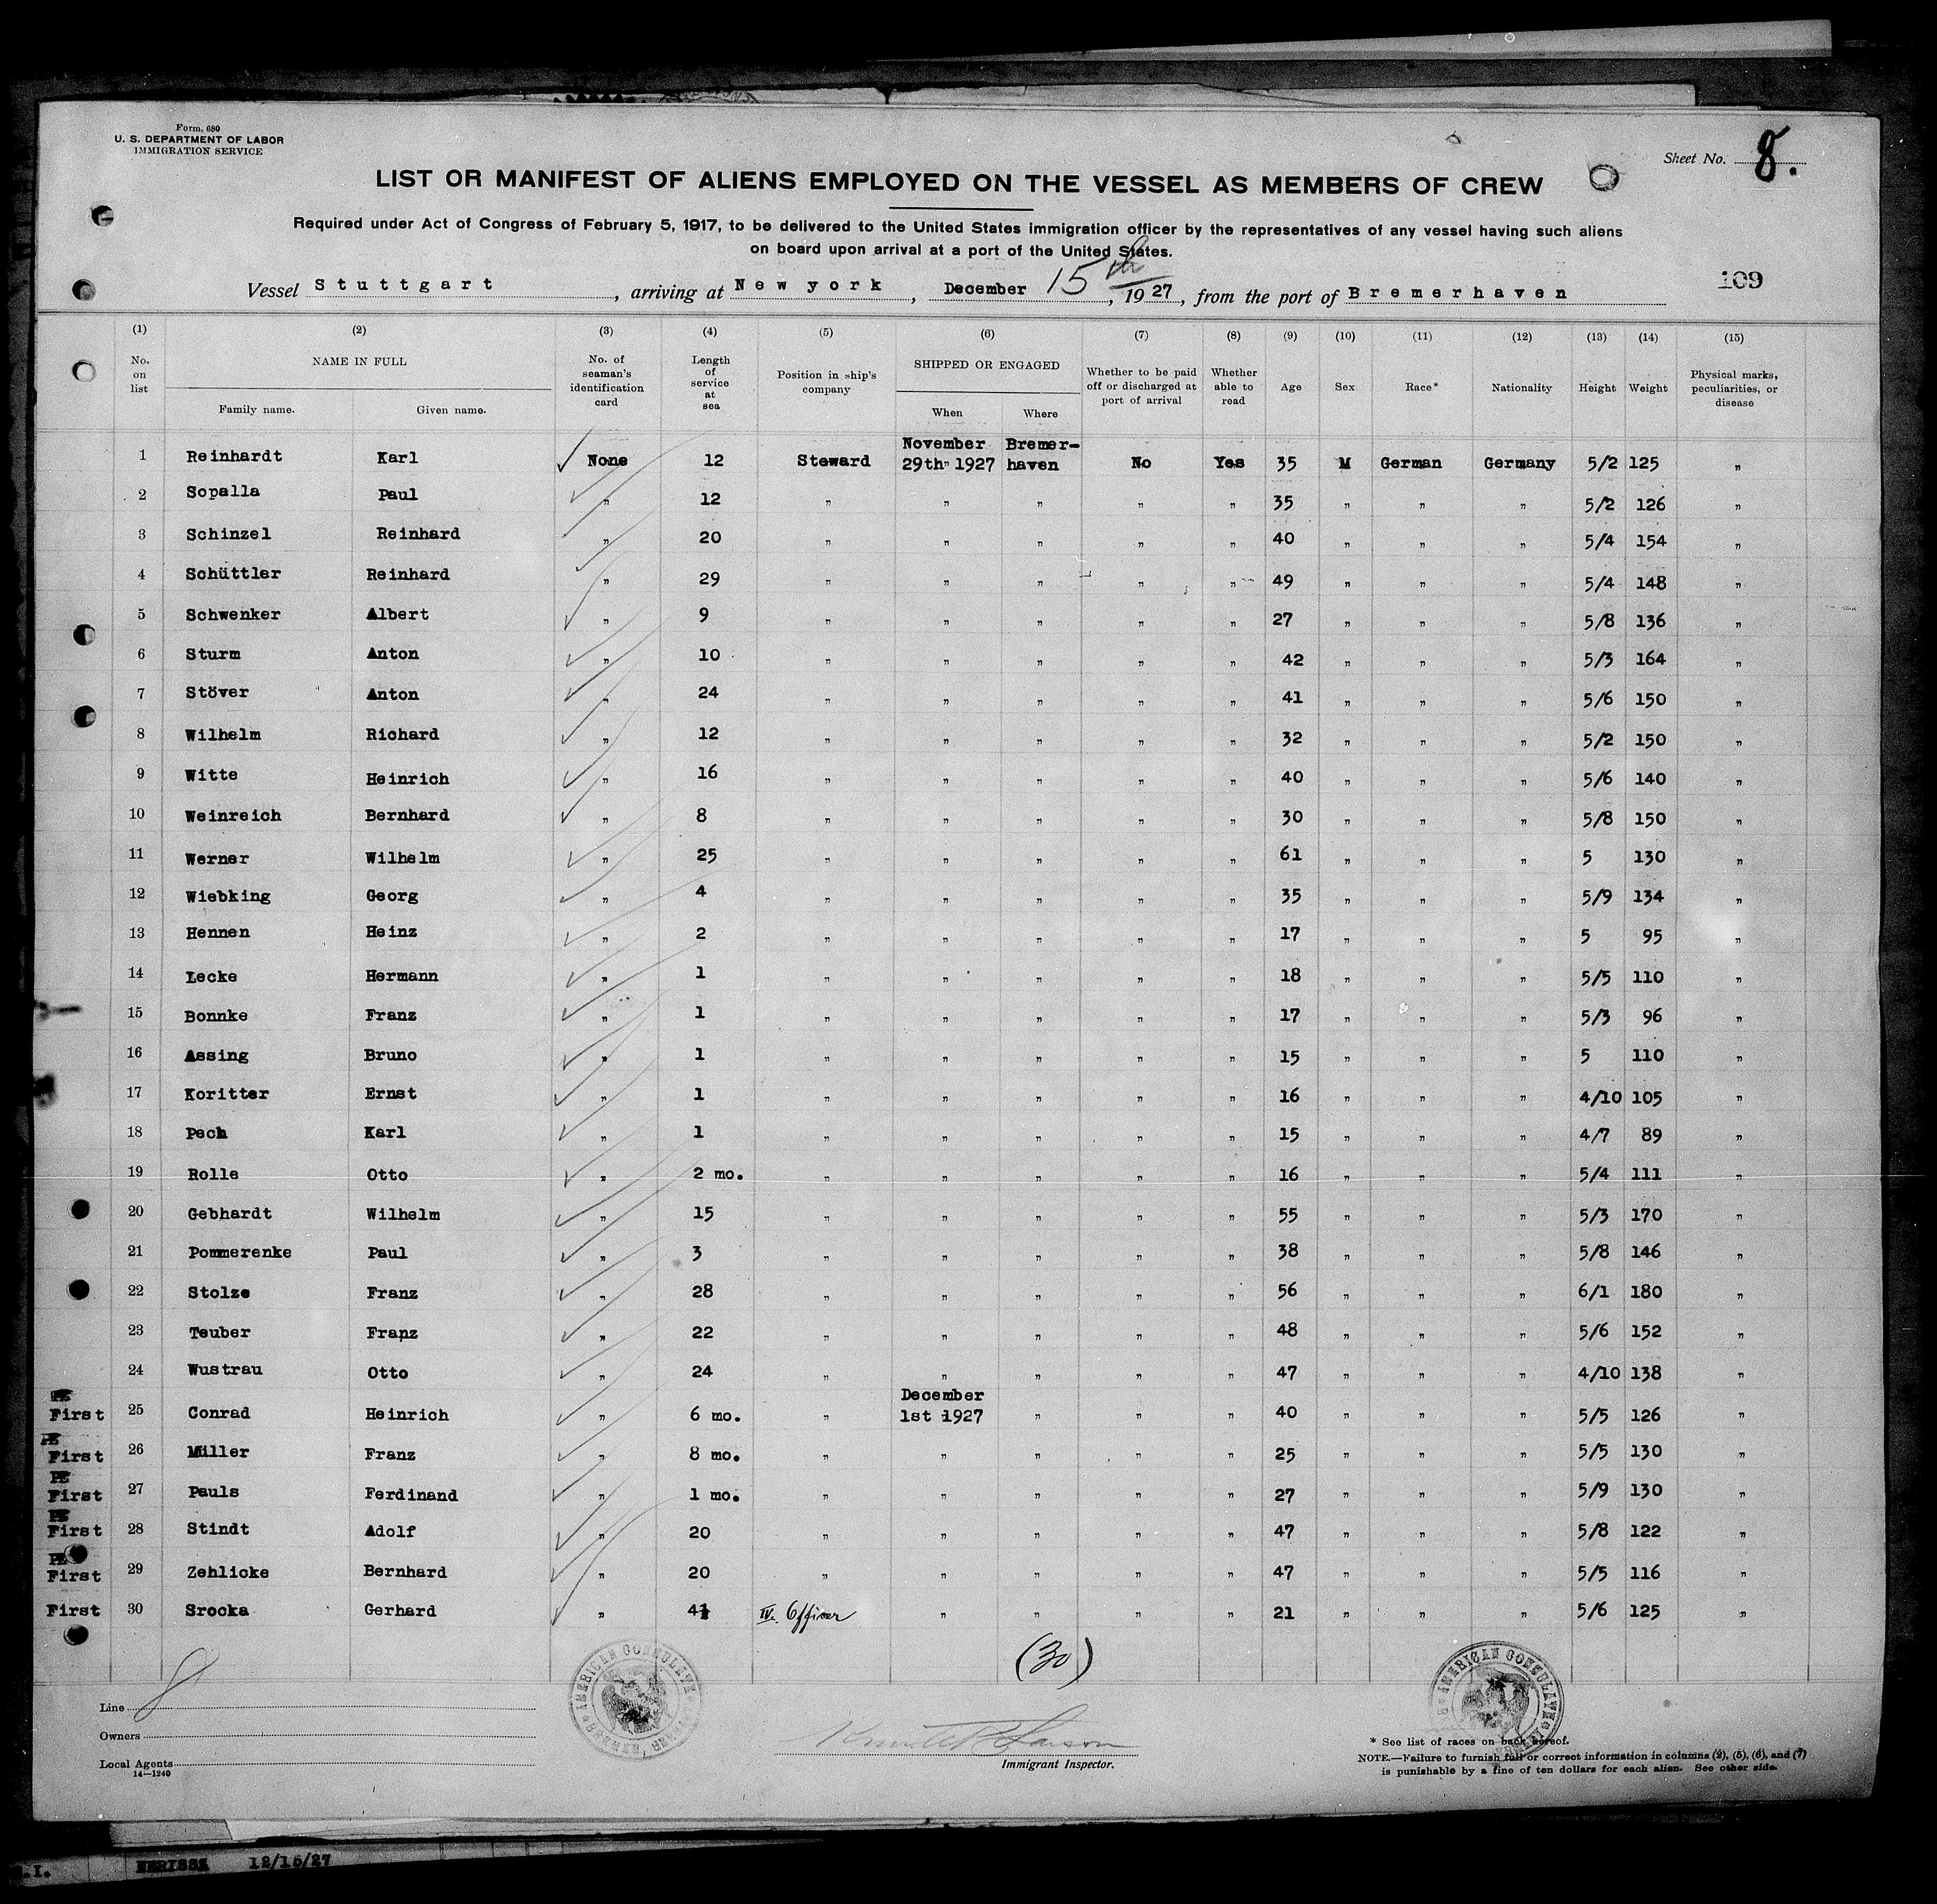 Form. 680
U. S. DEPARTMENT OF LABOR
IMMIGRATION SERVICE
Sheet No. 8.
LIST OR MANIFEST OF ALIENS EMPLOYED ON THE VESSEL AS MEMBERS OF CREW
Required under Act of Congress of February 5, 1917, to be delivered to the United States immigration officer by the representatives of any vessel having such aliens
on board upon arrival at a port of the United States.
109
Vessel Stuttgart, arriving at New york, December 15th, 1927, from the port of Bremerhaven
(1) (2) (3) (4) (5) (6) (7) (8) (9) (10) (11) (12) (13) (14) (15)
No. on list NAME IN FULL Family name. Given name. No. of seaman's identification card Length of service at sea Position in ship's company SHIPPED OR ENGAGED When Where Whether to be paid off or discharged at port of arrival Whether able to read Age Sex Race* Nationality Height Weight Physical marks, peculiarities, or disease
1 Reinhardt Karl None 12 Steward November 29th 1927 Bremer-haven No Yes 35 M German Germany 5/2 125 "
2 Sopalla Paul " 12 " " " " " 35 " " " 5/2 126 "
3 Schinzel Reinhard " 20 " " " " " 40 " " " 5/4 154 "
4 Schüttler Reinhard " 29 " " " " " 49 " " " 5/4 148 "
5 Schwenker Albert " 9 " " " " " 27 " " " 5/8 136 "
6 Sturm Anton " 10 " " " " " 42 " " " 5/3 164 "
7 Stöver Anton " 24 " " " " " 41 " " " 5/6 150 "
8 Wilhelm Richard " 12 " " " " " 32 " " " 5/2 150 "
9 Witte Heinrich " 16 " " " " " 40 " " " 5/6 140 "
10 Weinreich Bernhard " 8 " " " " " 30 " " " 5/8 150 "
11 Werner Wilhelm " 25 " " " " " 61 " " " 5 130 "
12 Wiebking Georg " 4 " " " " " 35 " " " 5/9 134 "
13 Hennen Heinz " 2 " " " " " 17 " " " 5 95 "
14 Lecke Hermann " 1 " " " " " 18 " " " 5/5 110 "
15 Bonnke Franz " 1 " " " " " 17 " " " 5/3 96 "
16 Assing Bruno " 1 " " " " " 15 " " " 5 110 "
17 Koritter Ernst " 1 " " " " " 16 " " " 4/10 105 "
18 Pech Karl " 1 " " " " " 15 " " " 4/7 89 "
19 Rolle Otto " 2 mo. " " " " " 16 " " " 5/4 111 "
20 Gebhardt Wilhelm " 15 " " " " " 55 " " " 5/3 170 "
21 Pommerenke Paul " 3 " " " " " 38 " " " 5/8 146 "
22 Stolze Franz " 28 " " " " " 56 " " " 6/1 180 "
23 Teuber Franz " 22 " " " " " 48 " " " 5/6 152 "
24 Wustrau Otto " 24 " " " " " 47 " " " 4/10 138 "
First 25 Conrad Heinrich " 6 mo. " December 1st 1927 " " " 40 " " " 5/5 126 "
First 26 Müller Franz " 8 mo. " " " " " 25 " " " 5/5 130 "
First 27 Pauls Ferdinand " 1 mo. " " " " " 27 " " " 5/9 130 "
First 28 Stindt Adolf " 20 " " " " " 47 " " " 5/8 122 "
First 29 Zehlicke Bernhard " 20 " " " " " 47 " " " 5/5 116 "
First 30 Srocka Gerhard " 4 IV. Officer " " " " 21 " " " 5/6 125 "
(30)
AMERICAN CONSULATE
AMERICAN CONSULATE
Line 8
Owners
Local Agents
14—1240
Immigrant Inspector.
* See list of races on back hereof.
NOTE.—Failure to furnish full or correct information in columns (2), (5), (6), and (7)
is punishable by a fine of ten dollars for each alien. See other side.
12/15/27